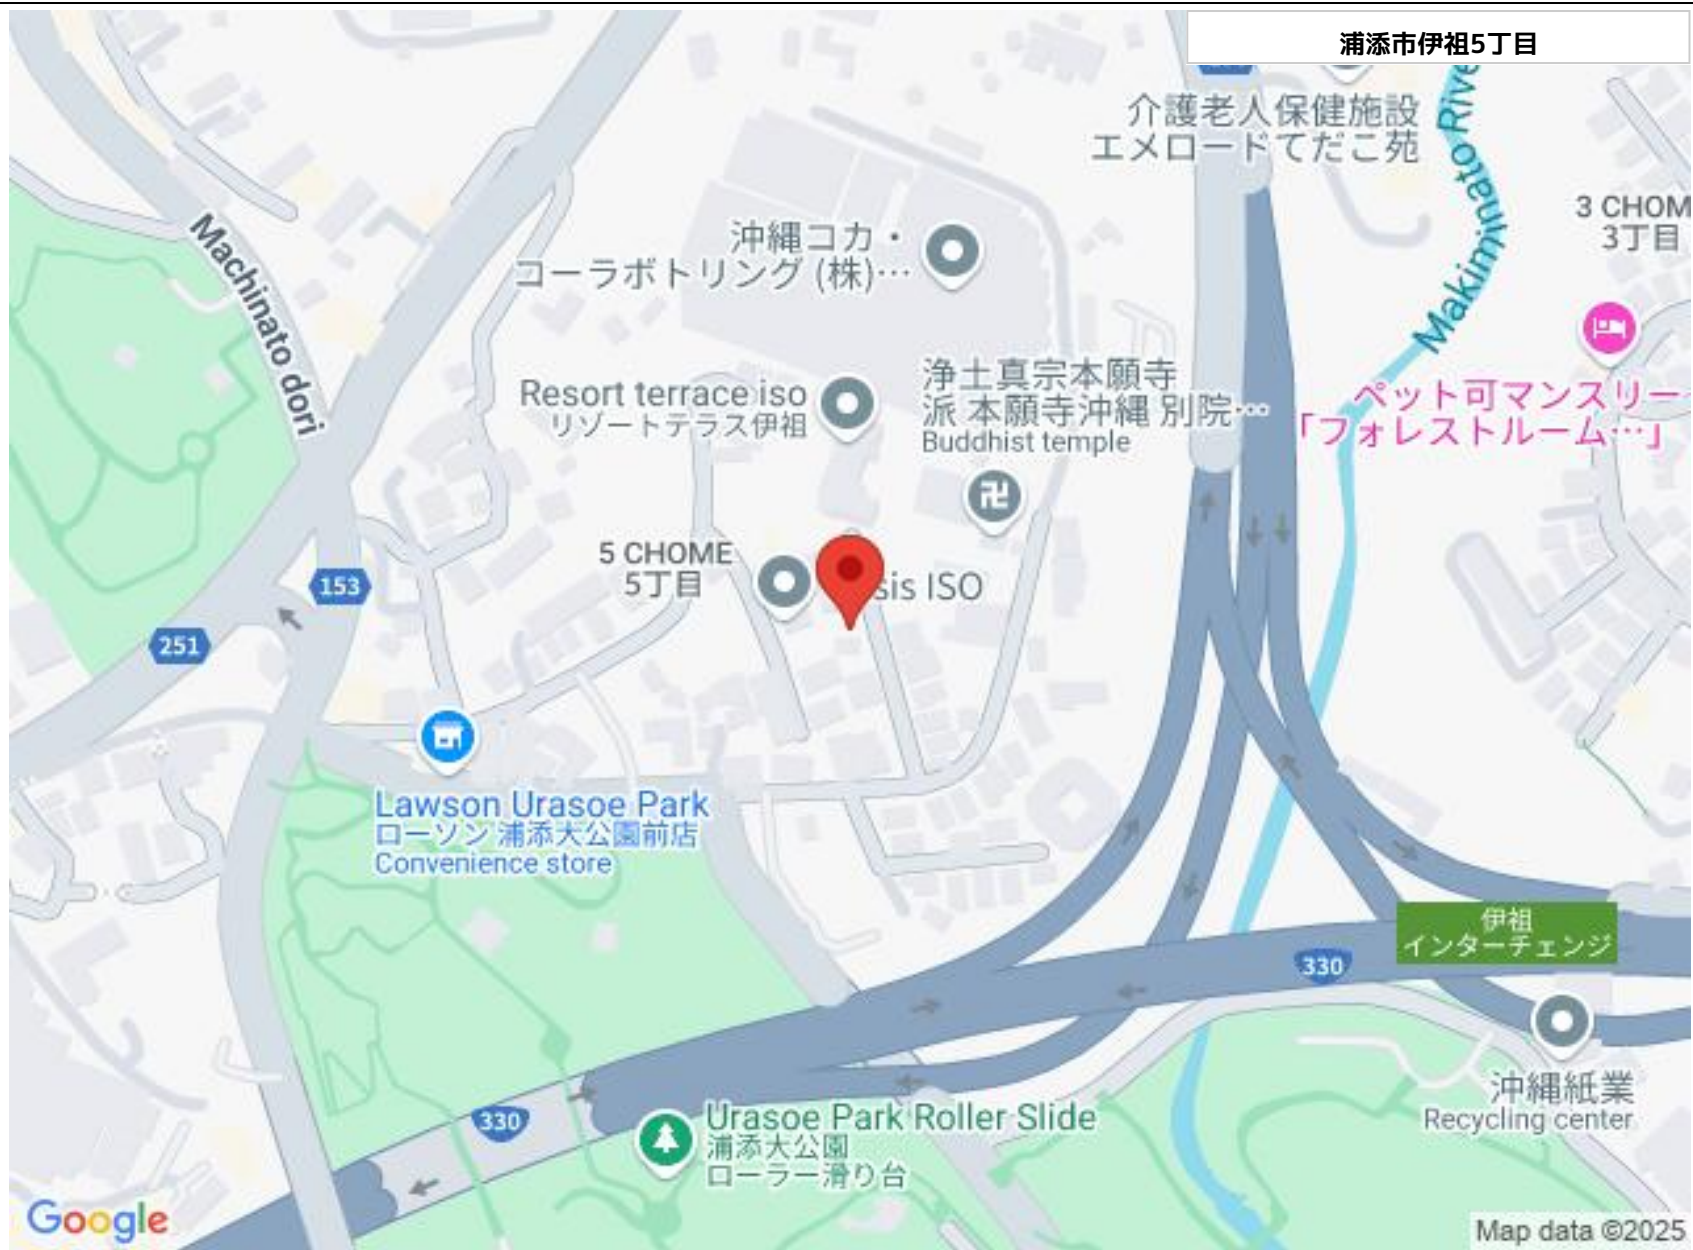 浦添市伊祖5丁目
介護老人保健施設
エメロードてだこ苑
Makiminato Rive
3 CHOM
3丁目
Machinato dori
沖縄コカ・
コーラボトリング (株)…
Resort terrace iso
リゾートテラス伊祖
浄土真宗本願寺
派 本願寺沖縄 別院…
Buddhist temple
ペット可マンスリー
「フォレストルーム…」
5 CHOME
5丁目
sis ISO
153
251
Lawson Urasoe Park
ローソン 浦添大公園前店
Convenience store
伊祖
インターチェンジ
330
沖縄紙業
Recycling center
330
Urasoe Park Roller Slide
浦添大公園
ローラー滑り台
Google
Map data ©2025